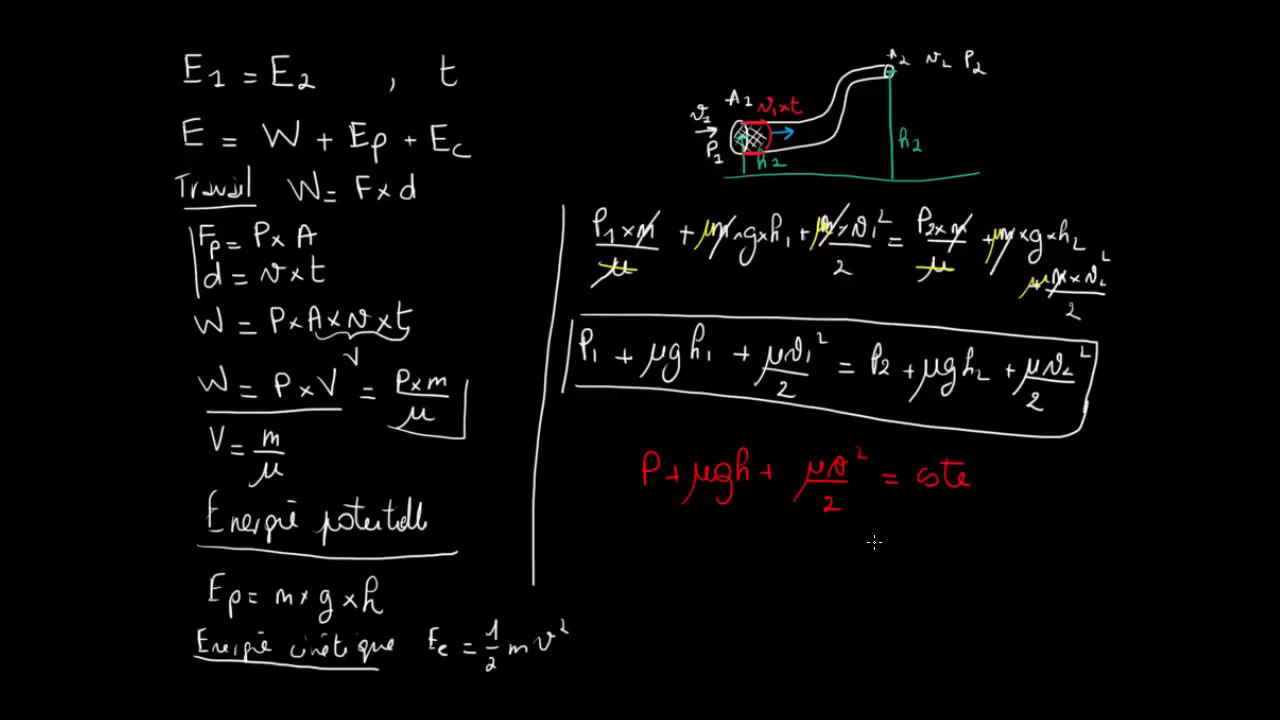 E1 = E2 , t
E = W + Ep + Ec
Travail W = F × d
Fp = P × A
d = v × t
W = P × A × v × t
V
W = P × V = P × m / μ
V = m / μ
Energie potentielle
Ep = m × g × h
Energie cinétique Ec = 1/2 m v²
A2 v2 P2
A1 v1 × t
v1
P1
h2
h2
P1 × m / μ + μ m × g × h1 + μ m × v1² / 2 = P2 × m / μ + μ m × g × h2
+ μ m × v2² / 2
P1 + μgh1 + μv1² / 2 = P2 + μgh2 + μv2² / 2
P + μgh + μv² / 2 = cste